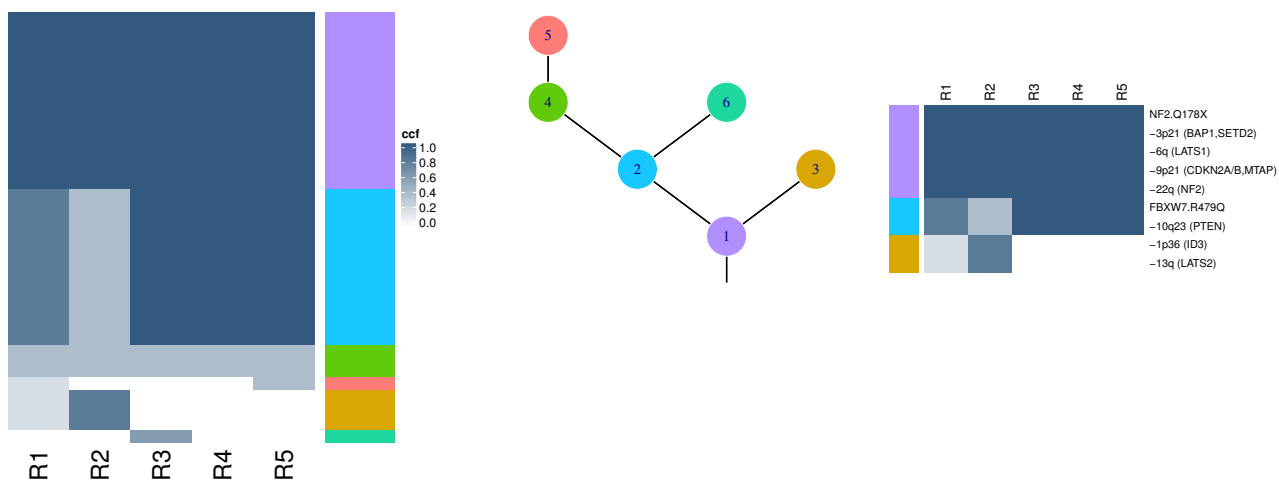 ccf
1.0
0.8
0.6
0.4
0.2
0.0
R1 R2 R3 R4 R5
5
4
6
2
3
1
R1 R2 R3 R4 R5
NF2.Q178X
−3p21 (BAP1,SETD2)
−6q (LATS1)
−9p21 (CDKN2A/B,MTAP)
−22q (NF2)
FBXW7.R479Q
−10q23 (PTEN)
−1p36 (ID3)
−13q (LATS2)